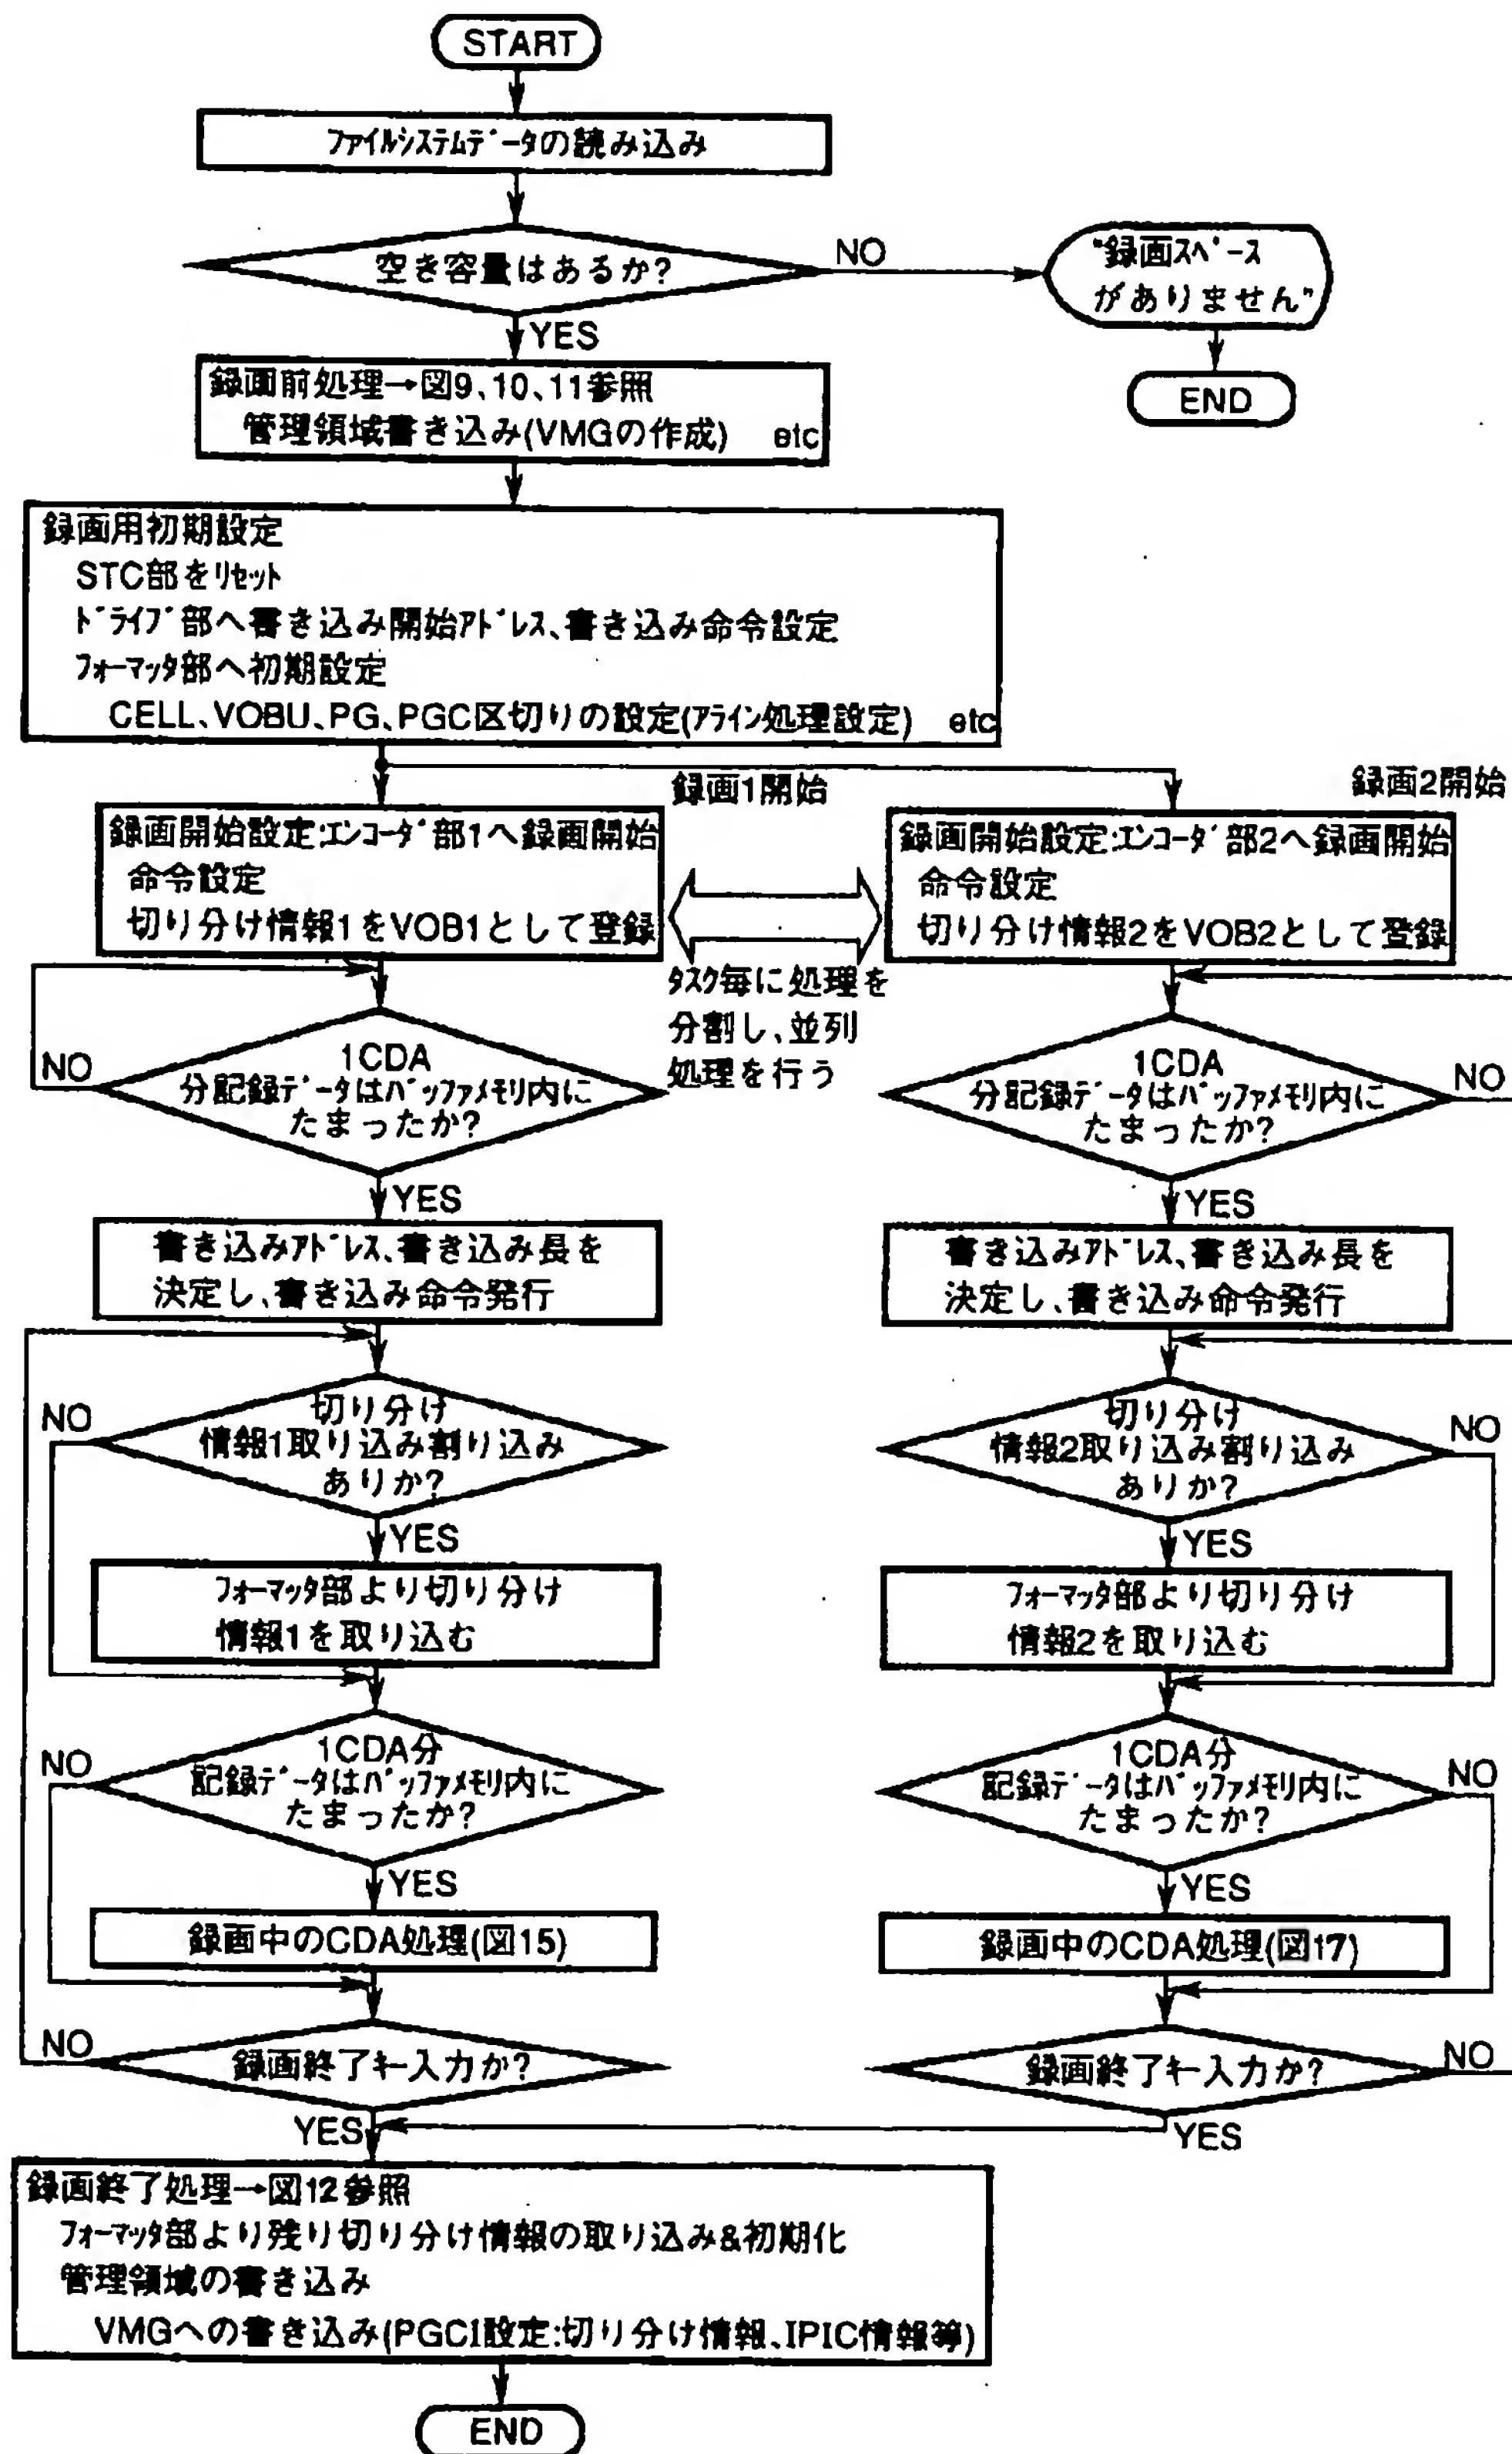 START
ファイルシステムデータの読み込み
空き容量はあるか?
NO
"録画スペース
がありません"
END
YES
録画前処理→図9,10、11参照
管理領域書き込み(VMGの作成) etc
録画用初期設定
STC部をリセット
ドライブ部へ書き込み開始アドレス、書き込み命令設定
フォーマッタ部へ初期設定
CELL、VOBU、PG、PGC区切りの設定(アライン処理設定) etc
録画1開始
録画開始設定:エンコーダ部1へ録画開始
命令設定
切り分け情報1をVOB1として登録
録画2開始
録画開始設定:エンコーダ部2へ録画開始
命令設定
切り分け情報2をVOB2として登録
タスク毎に処理を
分割し、並列
処理を行う
1CDA
分記録データはバッファメモリ内に
たまったか?
NO
YES
書き込みアドレス、書き込み長を
決定し、書き込み命令発行
切り分け
情報1取り込み割り込み
ありか?
NO
YES
フォーマッタ部より切り分け
情報1を取り込む
1CDA分
記録データはバッファメモリ内に
たまったか?
NO
YES
録画中のCDA処理(図15)
録画終了キー入力か?
NO
YES
1CDA
分記録データはバッファメモリ内に
たまったか?
NO
YES
書き込みアドレス、書き込み長を
決定し、書き込み命令発行
切り分け
情報2取り込み割り込み
ありか?
NO
YES
フォーマッタ部より切り分け
情報2を取り込む
1CDA分
記録データはバッファメモリ内に
たまったか?
NO
YES
録画中のCDA処理(図17)
録画終了キー入力か?
NO
YES
録画終了処理→図12参照
フォーマッタ部より残り切り分け情報の取り込み&初期化
管理領域の書き込み
VMGへの書き込み(PGCI設定:切り分け情報、IPIC情報等)
END